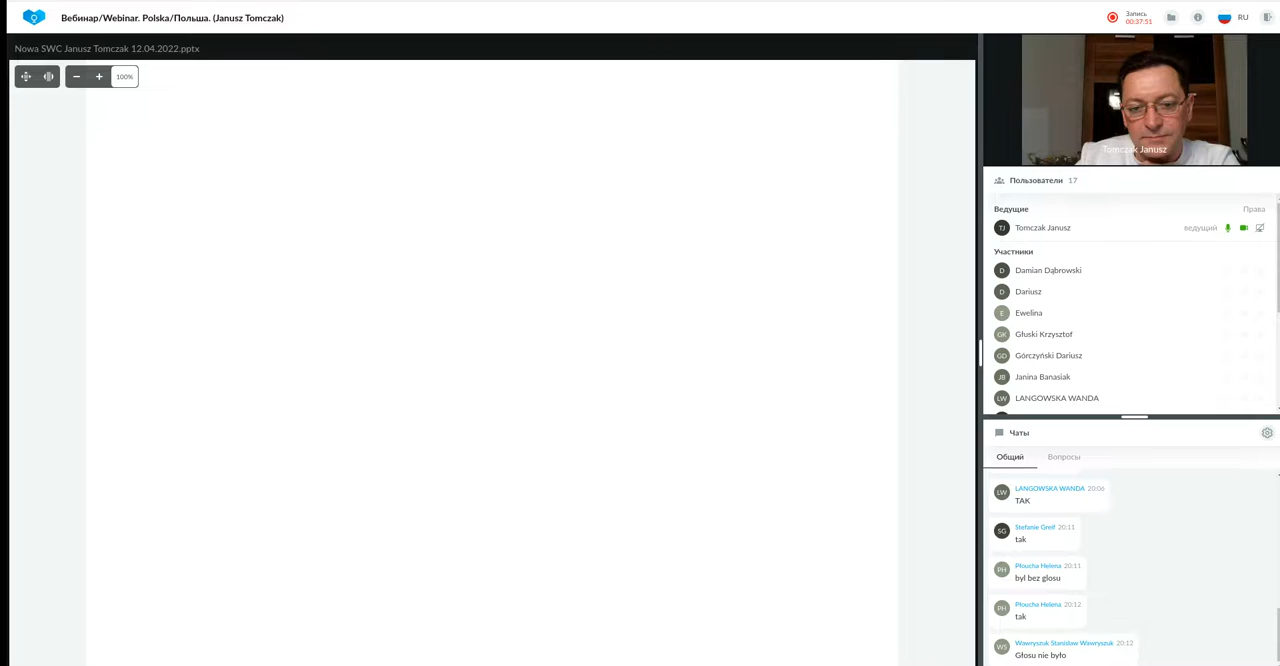 Вебинар/Webinar. Polska/Польша. (Janusz Tomczak)
Запись
00:37:51
RU
Nowa SWC Janusz Tomczak 12.04.2022.pptx
100%
Tomczak Janusz
Пользователи 17
Ведущие Права
TJ Tomczak Janusz ведущий
Участники
D Damian Dąbrowski
D Dariusz
E Ewelina
GK Głuski Krzysztof
GD Górczyński Dariusz
JB Janina Banasiak
LW LANGOWSKA WANDA
Чаты
Общий Вопросы
LW LANGOWSKA WANDA 20:06
TAK
SG Stefanie Greif 20:11
tak
PH Płoucha Helena 20:11
byl bez glosu
PH Płoucha Helena 20:12
tak
WS Wawryszuk Stanisław Wawryszuk 20:12
Głosu nie było